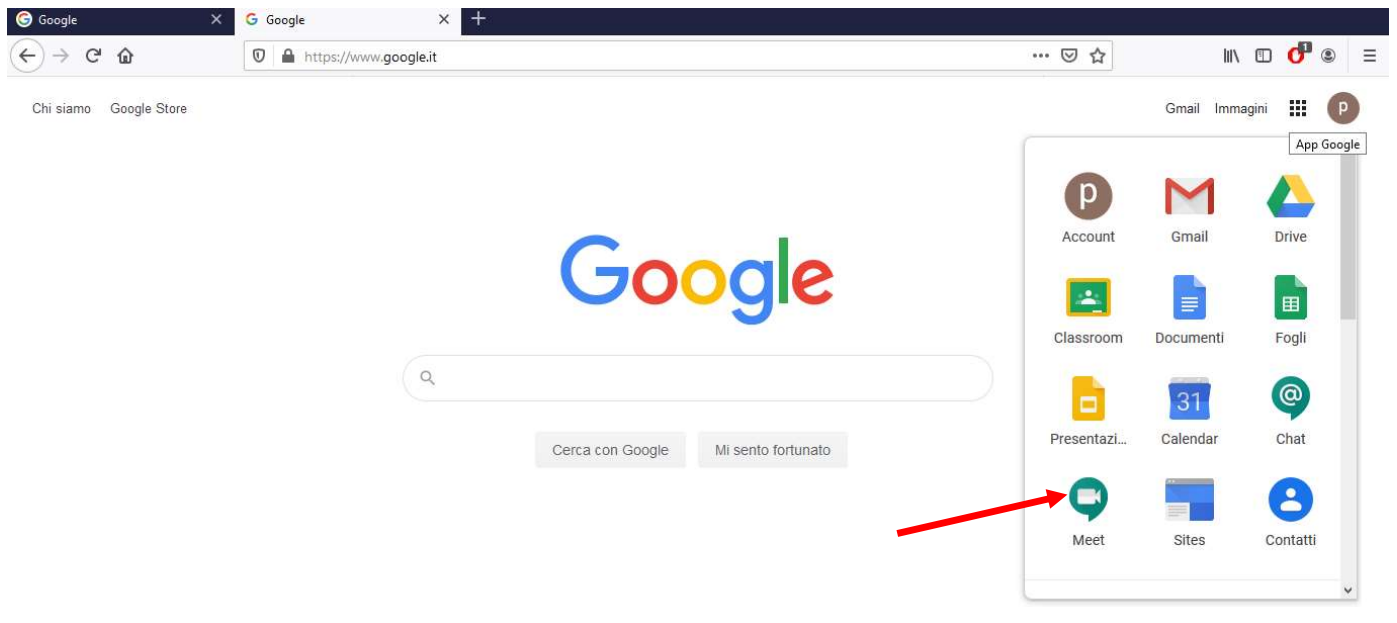 Google
Google
https://www.google.it
1
Chi siamo Google Store
Gmail Immagini
p
App Google
p
Account Gmail Drive
Google
Classroom Documenti Fogli
31
@
Presentazi... Calendar Chat
Cerca con Google Mi sento fortunato
Meet Sites Contatti